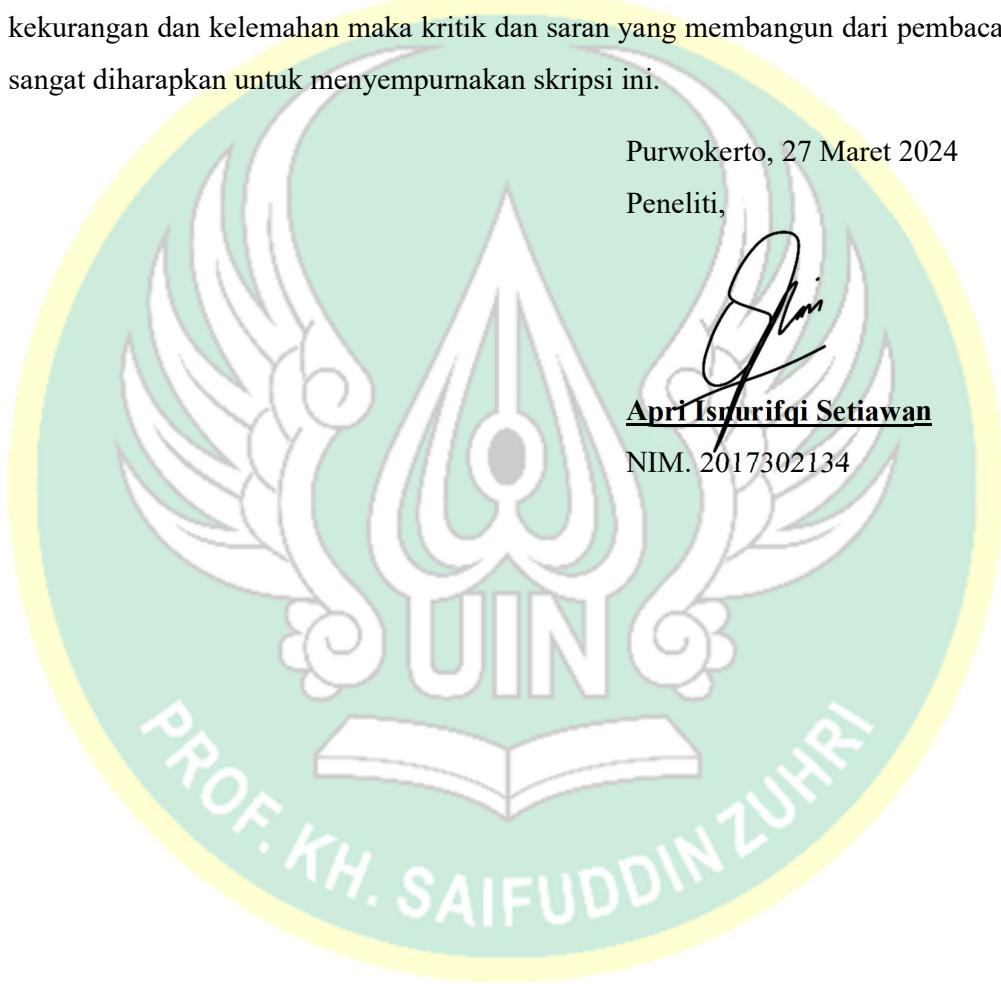 kekurangan dan kelemahan maka kritik dan saran yang membangun dari pembaca
sangat diharapkan untuk menyempurnakan skripsi ini.
Purwokerto, 27 Maret 2024
Peneliti,
Apri Isnurifqi Setiawan
NIM. 2017302134
UIN
PROF. KH. SAIFUDDIN ZUHRI